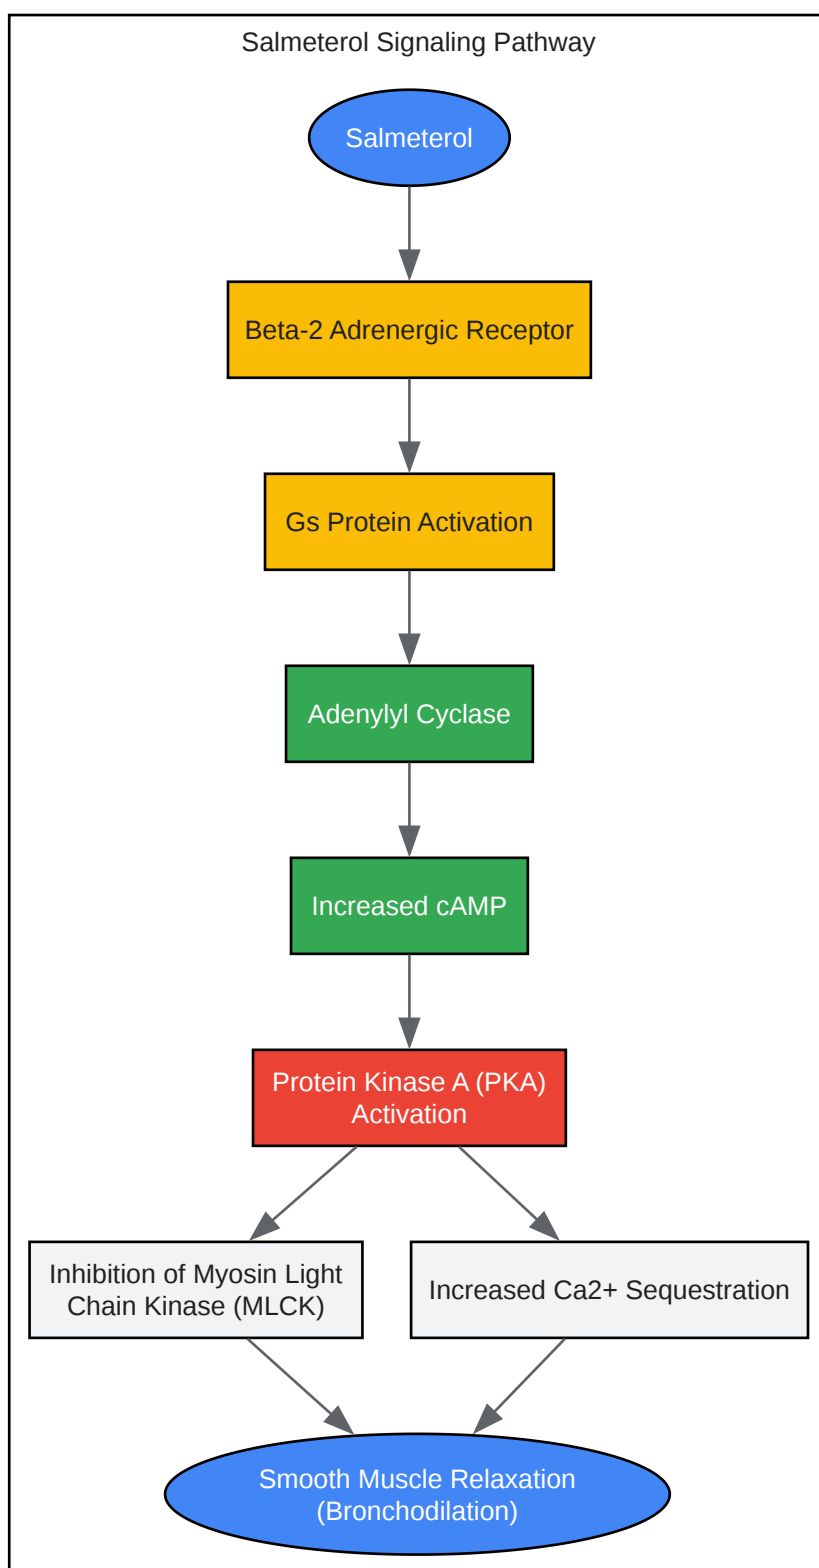 Salmeterol Signaling Pathway
Salmeterol
Beta-2 Adrenergic Receptor
Gs Protein Activation
Adenylyl Cyclase
Increased cAMP
Protein Kinase A (PKA)
Activation
Inhibition of Myosin Light
Chain Kinase (MLCK)
Increased Ca2+ Sequestration
Smooth Muscle Relaxation
(Bronchodilation)